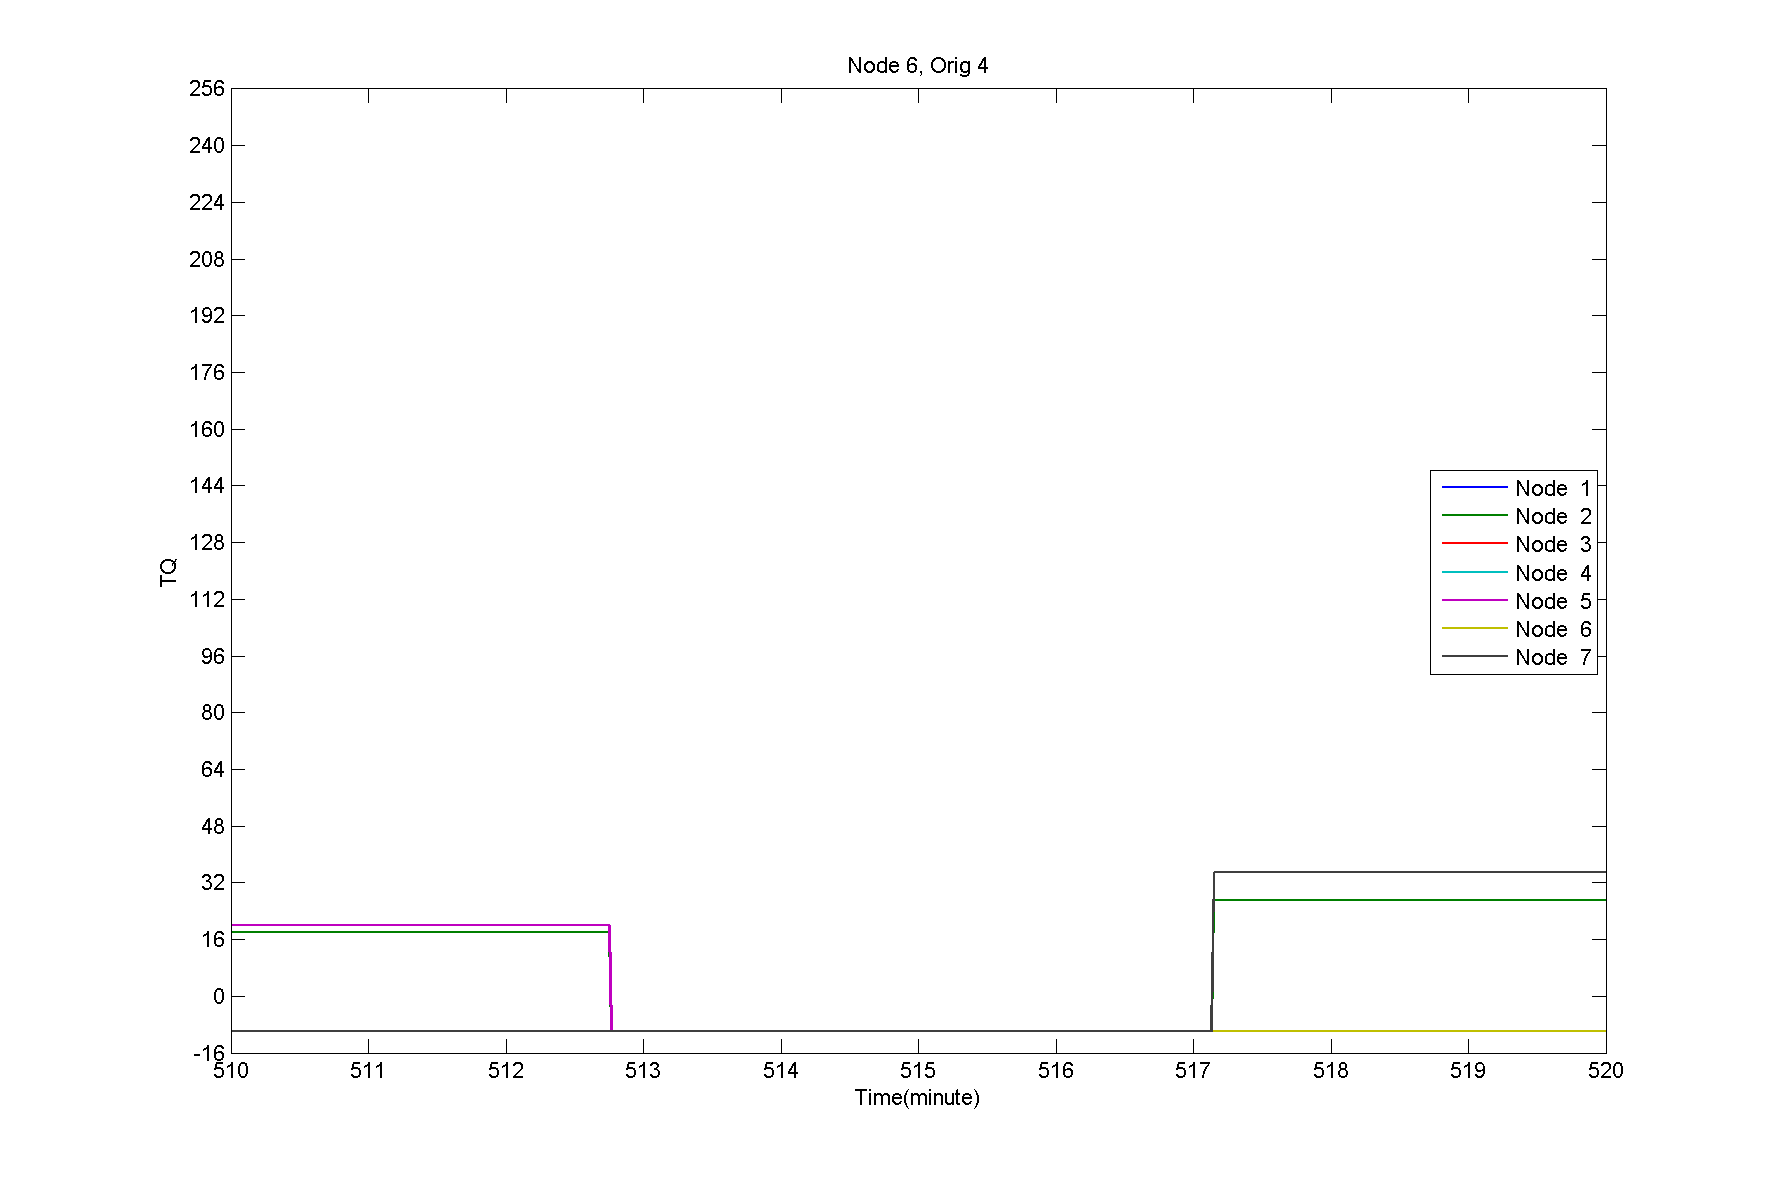 Node 6, Orig 4
256
240
224
208
192
176
160
144
128
112
96
80
64
48
32
16
0
-16
TQ
Node 1
Node 2
Node 3
Node 4
Node 5
Node 6
Node 7
510 511 512 513 514 515 516 517 518 519 520
Time(minute)